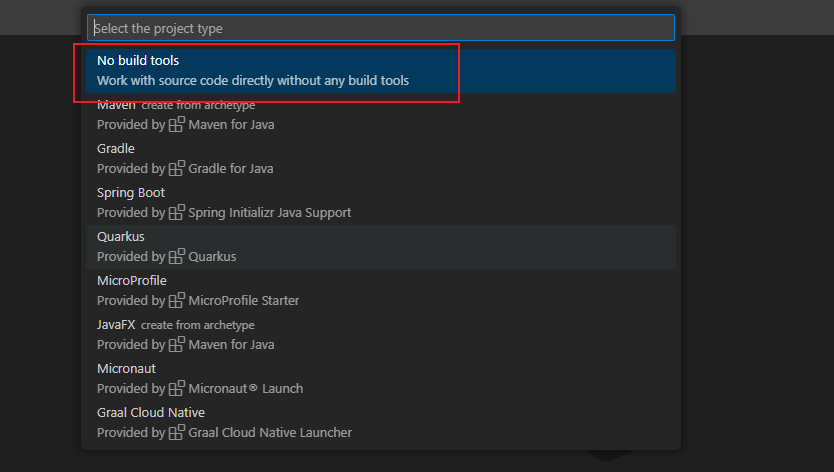 Select the project type
No build tools
Work with source code directly without any build tools
Maven create from archetype
Provided by Maven for Java
Gradle
Provided by Gradle for Java
Spring Boot
Provided by Spring Initializr Java Support
Quarkus
Provided by Quarkus
MicroProfile
Provided by MicroProfile Starter
JavaFX create from archetype
Provided by Maven for Java
Micronaut
Provided by Micronaut® Launch
Graal Cloud Native
Provided by Graal Cloud Native Launcher